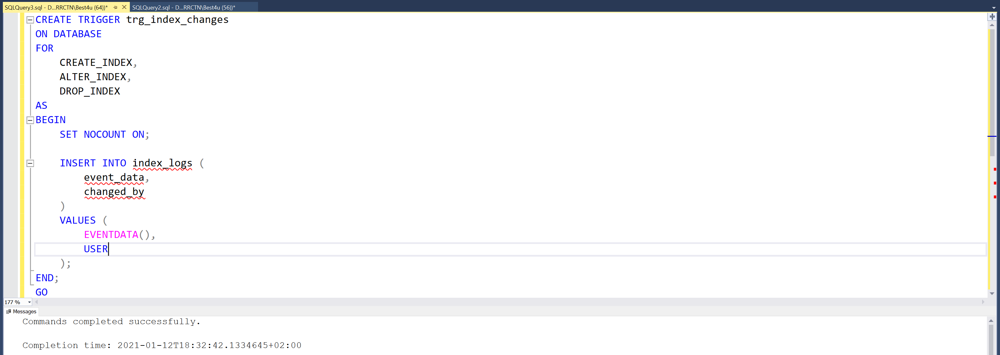 SQLQuery3.sql - D...RRCTN\Best4u (64))* SQLQuery2.sql - D...RRCTN\Best4u (56))*
CREATE TRIGGER trg_index_changes
ON DATABASE
FOR
CREATE_INDEX,
ALTER_INDEX,
DROP_INDEX
AS
BEGIN
SET NOCOUNT ON;
INSERT INTO index_logs (
event_data,
changed_by
)
VALUES (
EVENTDATA(),
USER
);
END;
GO
177 %
Messages
Commands completed successfully.
Completion time: 2021-01-12T18:32:42.1334645+02:00